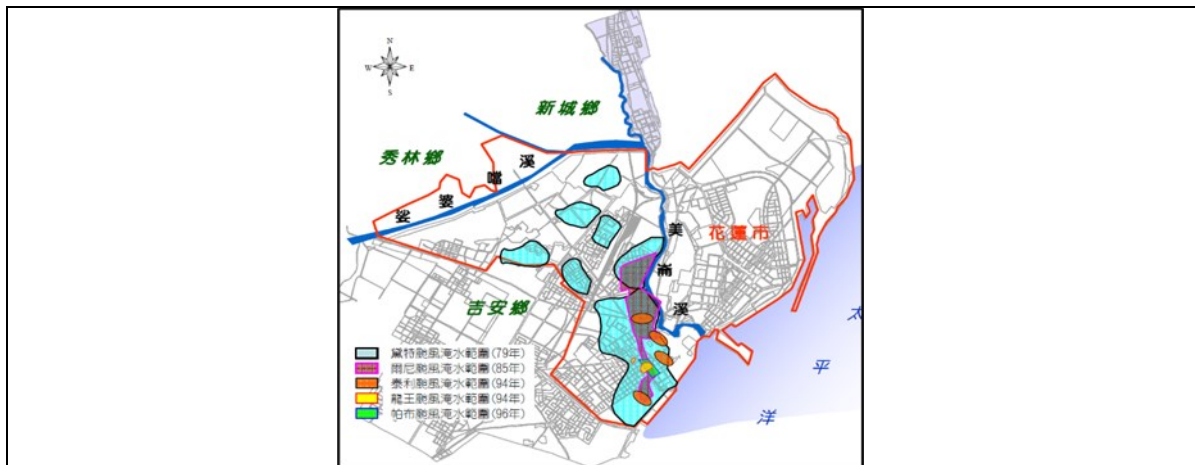 N
W E
S
新城鄉
秀林鄉
娑婆噹溪
美崙溪
花蓮市
吉安鄉
太平洋
黛特颱風淹水範圍(79年)
爾尼颱風淹水範圍(85年)
泰利颱風淹水範圍(94年)
龍王颱風淹水範圍(94年)
帕布颱風淹水範圍(96年)